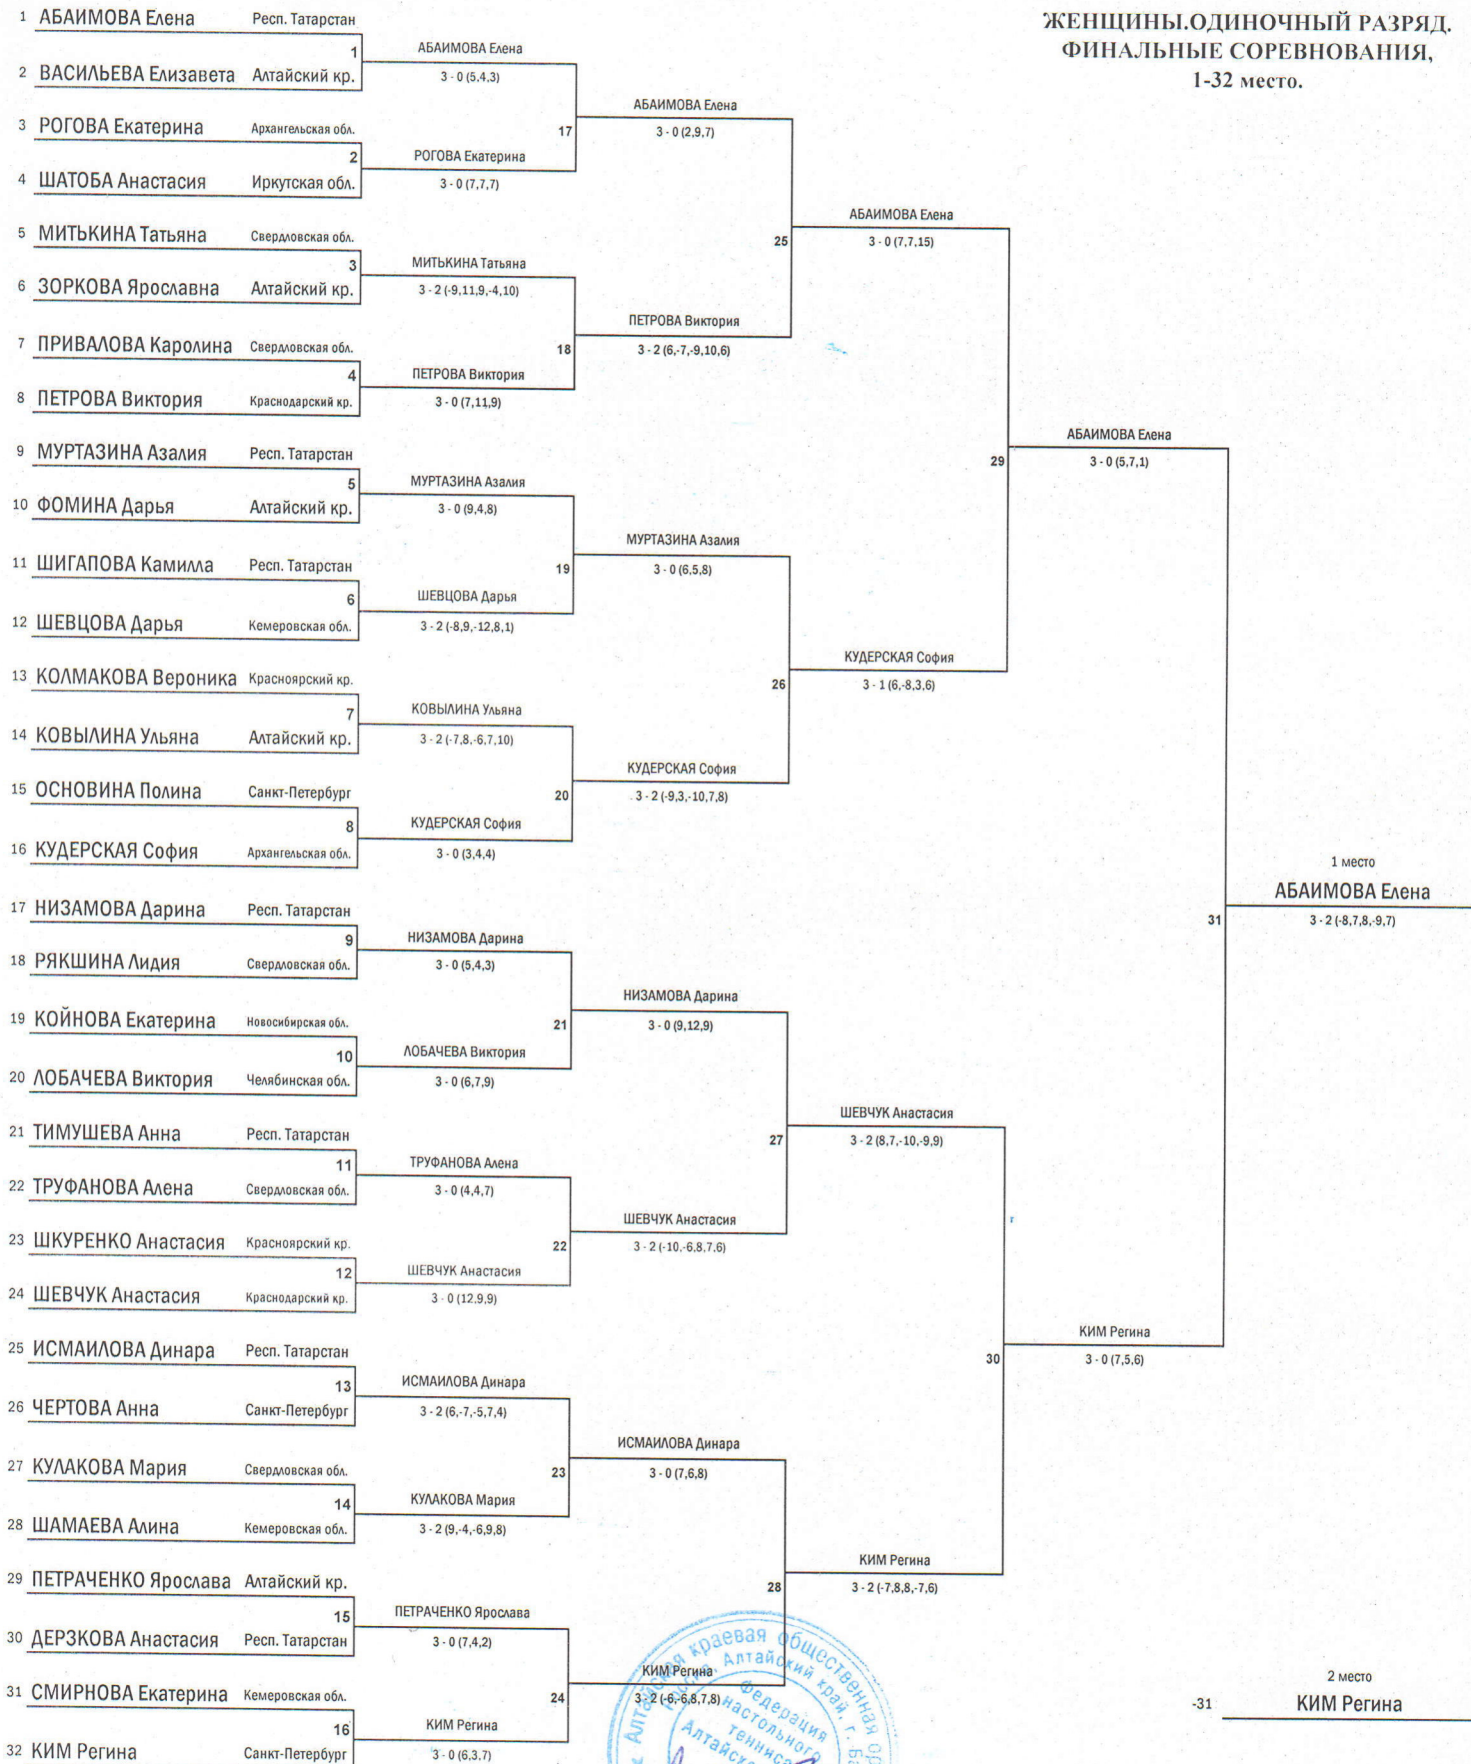 ЖЕНЩИНЫ.ОДИНОЧНЫЙ РАЗРЯД.
ФИНАЛЬНЫЕ СОРЕВНОВАНИЯ,
1-32 место.
1 АБАИМОВА Елена Респ. Татарстан
1 АБАИМОВА Елена
2 ВАСИЛЬЕВА Елизавета Алтайский кр.
3 - 0 (5,4,3)
АБАИМОВА Елена
3 РОГОВА Екатерина Архангельская обл.
17 3 - 0 (2,9,7)
2 РОГОВА Екатерина
4 ШАТОБА Анастасия Иркутская обл.
3 - 0 (7,7,7)
АБАИМОВА Елена
5 МИТЬКИНА Татьяна Свердловская обл.
25 3 - 0 (7,7,15)
3 МИТЬКИНА Татьяна
6 ЗОРКОВА Ярославна Алтайский кр.
3 - 2 (-9,11,9,-4,10)
ПЕТРОВА Виктория
7 ПРИВАЛОВА Каролина Свердловская обл.
18 3 - 2 (6,-7,-9,10,6)
4 ПЕТРОВА Виктория
8 ПЕТРОВА Виктория Краснодарский кр.
3 - 0 (7,11,9)
АБАИМОВА Елена
9 МУРТАЗИНА Азалия Респ. Татарстан
29 3 - 0 (5,7,1)
5 МУРТАЗИНА Азалия
10 ФОМИНА Дарья Алтайский кр.
3 - 0 (9,4,8)
МУРТАЗИНА Азалия
11 ШИГАПОВА Камилла Респ. Татарстан
19 3 - 0 (6,5,8)
6 ШЕВЦОВА Дарья
12 ШЕВЦОВА Дарья Кемеровская обл.
3 - 2 (-8,9,-12,8,1)
КУДЕРСКАЯ София
13 КОЛМАКОВА Вероника Красноярский кр.
26 3 - 1 (6,-8,3,6)
7 КОВЫЛИНА Ульяна
14 КОВЫЛИНА Ульяна Алтайский кр.
3 - 2 (-7,8,-6,7,10)
КУДЕРСКАЯ София
15 ОСНОВИНА Полина Санкт-Петербург
20 3 - 2 (-9,3,-10,7,8)
8 КУДЕРСКАЯ София
16 КУДЕРСКАЯ София Архангельская обл.
3 - 0 (3,4,4)
1 место
АБАИМОВА Елена
17 НИЗАМОВА Дарина Респ. Татарстан
31 3 - 2 (-8,7,8,-9,7)
9 НИЗАМОВА Дарина
18 РЯКШИНА Лидия Свердловская обл.
3 - 0 (5,4,3)
НИЗАМОВА Дарина
19 КОЙНОВА Екатерина Новосибирская обл.
21 3 - 0 (9,12,9)
10 ЛОБАЧЕВА Виктория
20 ЛОБАЧЕВА Виктория Челябинская обл.
3 - 0 (6,7,9)
ШЕВЧУК Анастасия
21 ТИМУШЕВА Анна Респ. Татарстан
27 3 - 2 (8,7,-10,-9,9)
11 ТРУФАНОВА Алена
22 ТРУФАНОВА Алена Свердловская обл.
3 - 0 (4,4,7)
ШЕВЧУК Анастасия
23 ШКУРЕНКО Анастасия Красноярский кр.
22 3 - 2 (-10,-6,8,7,6)
12 ШЕВЧУК Анастасия
24 ШЕВЧУК Анастасия Краснодарский кр.
3 - 0 (12,9,9)
КИМ Регина
25 ИСМАИЛОВА Динара Респ. Татарстан
30 3 - 0 (7,5,6)
13 ИСМАИЛОВА Динара
26 ЧЕРТОВА Анна Санкт-Петербург
3 - 2 (6,-7,-5,7,4)
ИСМАИЛОВА Динара
27 КУЛАКОВА Мария Свердловская обл.
23 3 - 0 (7,6,8)
14 КУЛАКОВА Мария
28 ШАМАЕВА Алина Кемеровская обл.
3 - 2 (9,-4,-6,9,8)
КИМ Регина
29 ПЕТРАЧЕНКО Ярослава Алтайский кр.
28 3 - 2 (-7,8,8,-7,6)
15 ПЕТРАЧЕНКО Ярослава
30 ДЕРЗКОВА Анастасия Респ. Татарстан
3 - 0 (7,4,2)
КИМ Регина
31 СМИРНОВА Екатерина Кемеровская обл.
24 3 - 2 (-6,-6,8,7,8)
2 место
-31 КИМ Регина
16 КИМ Регина
32 КИМ Регина Санкт-Петербург
3 - 0 (6,3,7)
краевая общественная
Алтайский край, г.
Федерация
настольного
тенниса